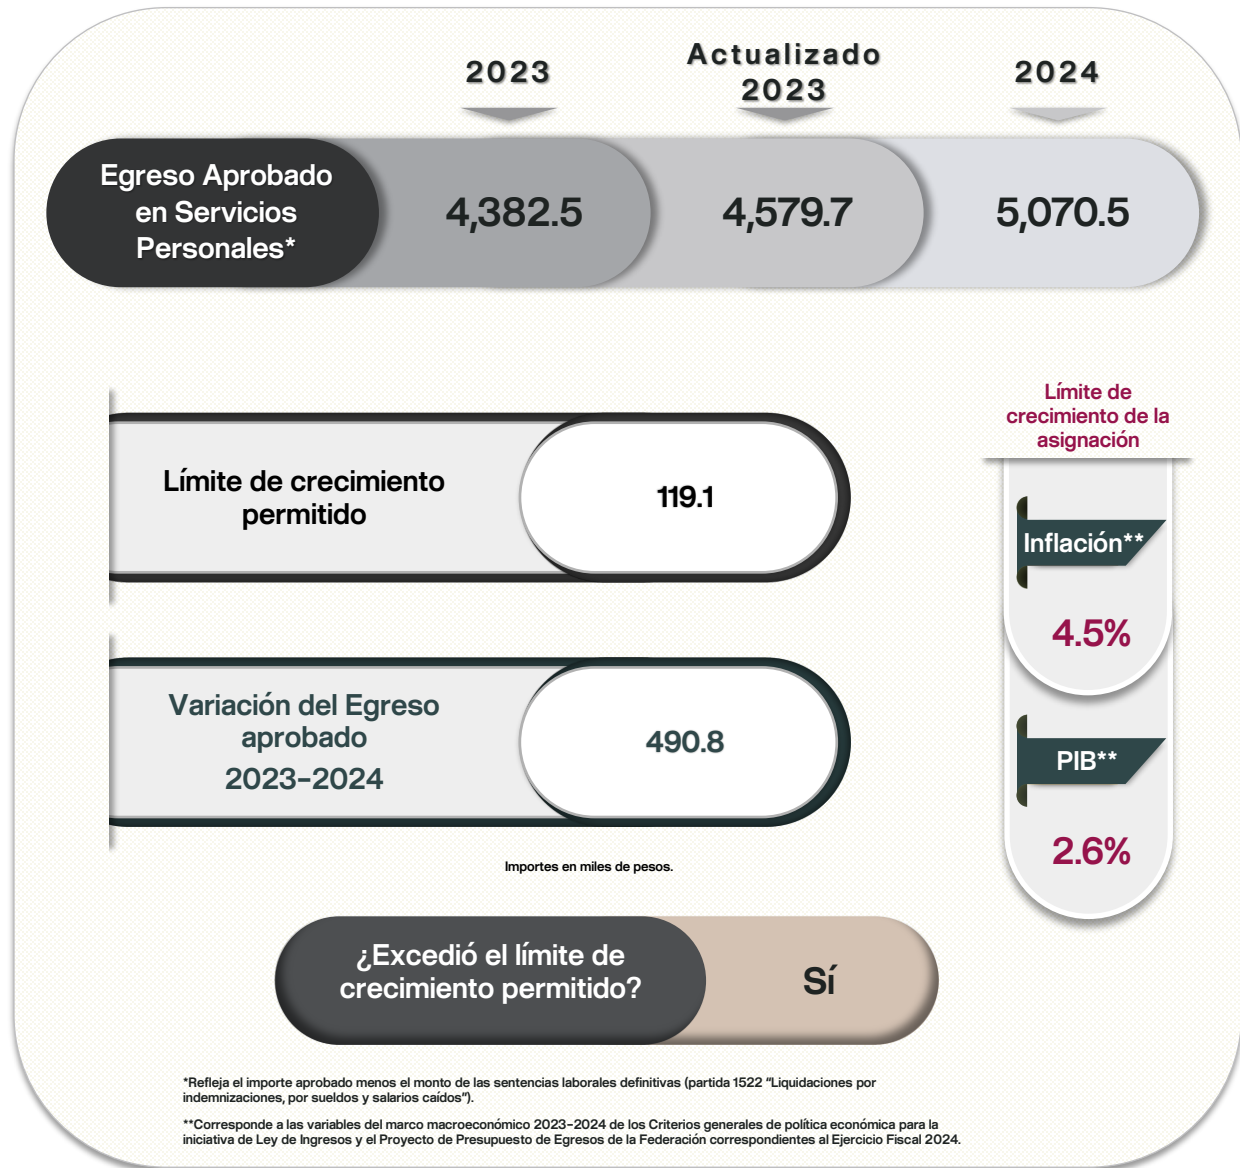 2023
Actualizado
2023
2024
Egreso Aprobado
en Servicios
Personales*
4,382.5
4,579.7
5,070.5
Límite de crecimiento
permitido
119.1
Variación del Egreso
aprobado
2023-2024
490.8
Límite de
crecimiento de la
asignación
Inflación**
4.5%
PIB**
2.6%
Importes en miles de pesos.
¿Excedió el límite de
crecimiento permitido?
Sí
*Refleja el importe aprobado menos el monto de las sentencias laborales definitivas (partida 1522 "Liquidaciones por
indemnizaciones, por sueldos y salarios caídos").
**Corresponde a las variables del marco macroeconómico 2023-2024 de los Criterios generales de política económica para la
iniciativa de Ley de Ingresos y el Proyecto de Presupuesto de Egresos de la Federación correspondientes al Ejercicio Fiscal 2024.